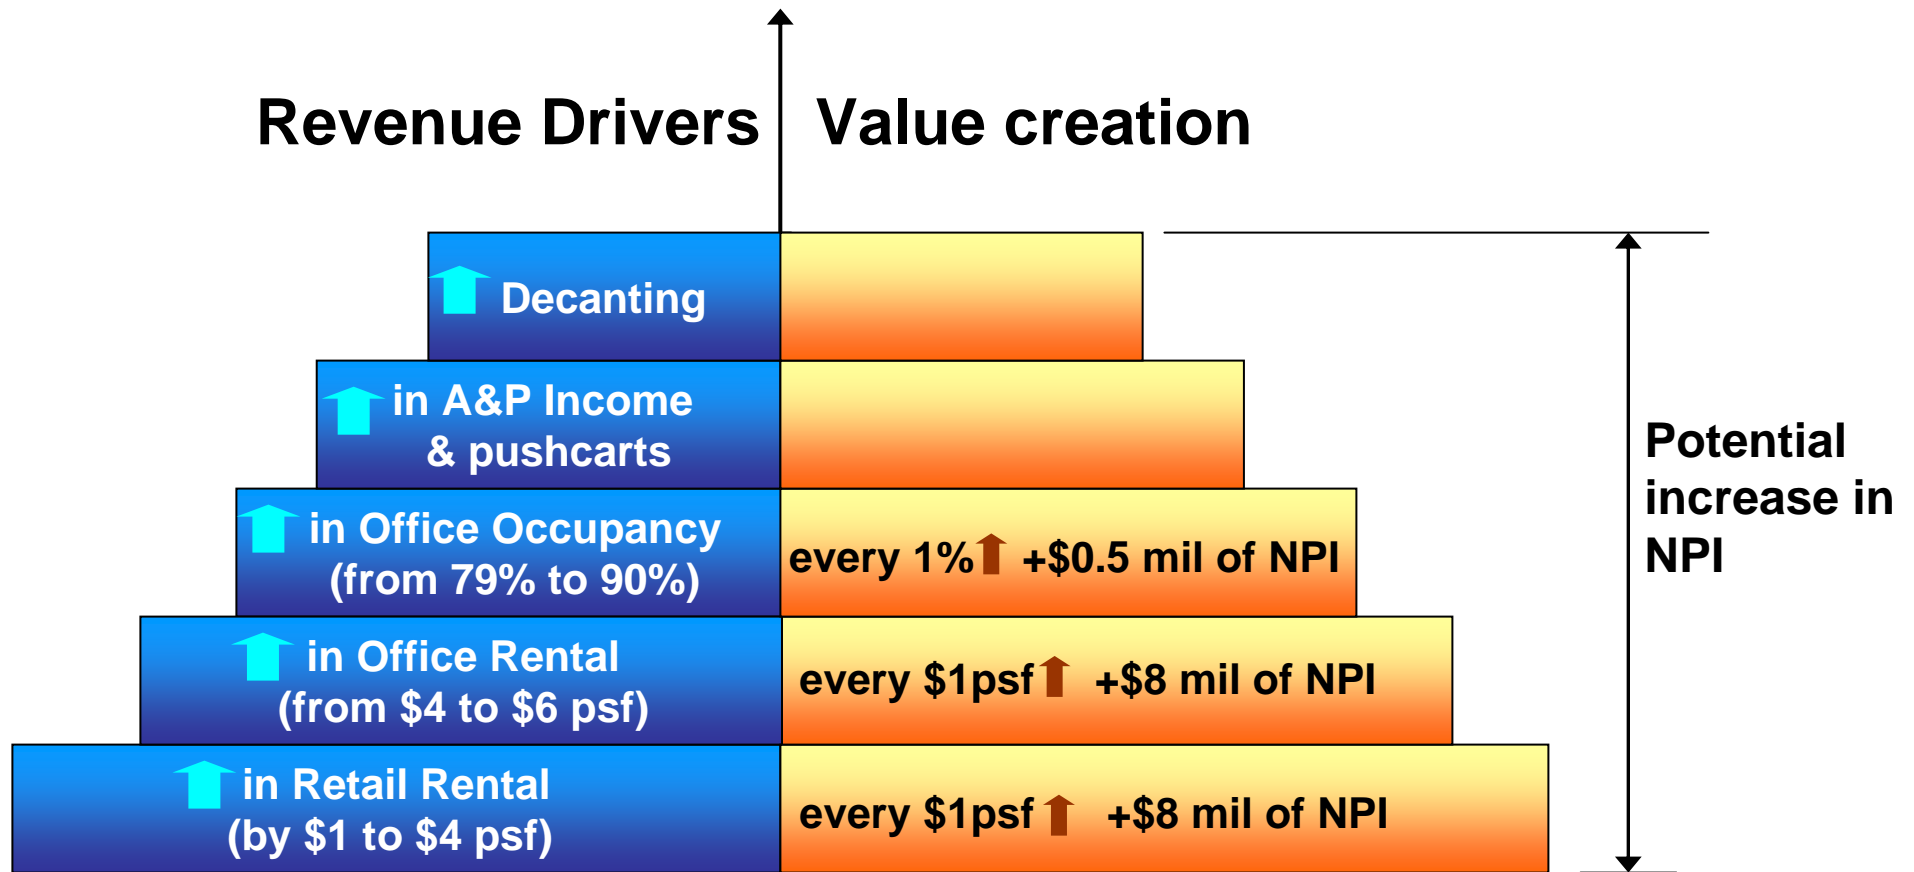 Revenue Drivers
Value creation
Decanting
in A&P Income
& pushcarts
in Office Occupancy
(from 79% to 90%)
every 1% +$0.5 mil of NPI
in Office Rental
(from $4 to $6 psf)
every $1psf +$8 mil of NPI
in Retail Rental
(by $1 to $4 psf)
every $1psf +$8 mil of NPI
Potential
increase in
NPI